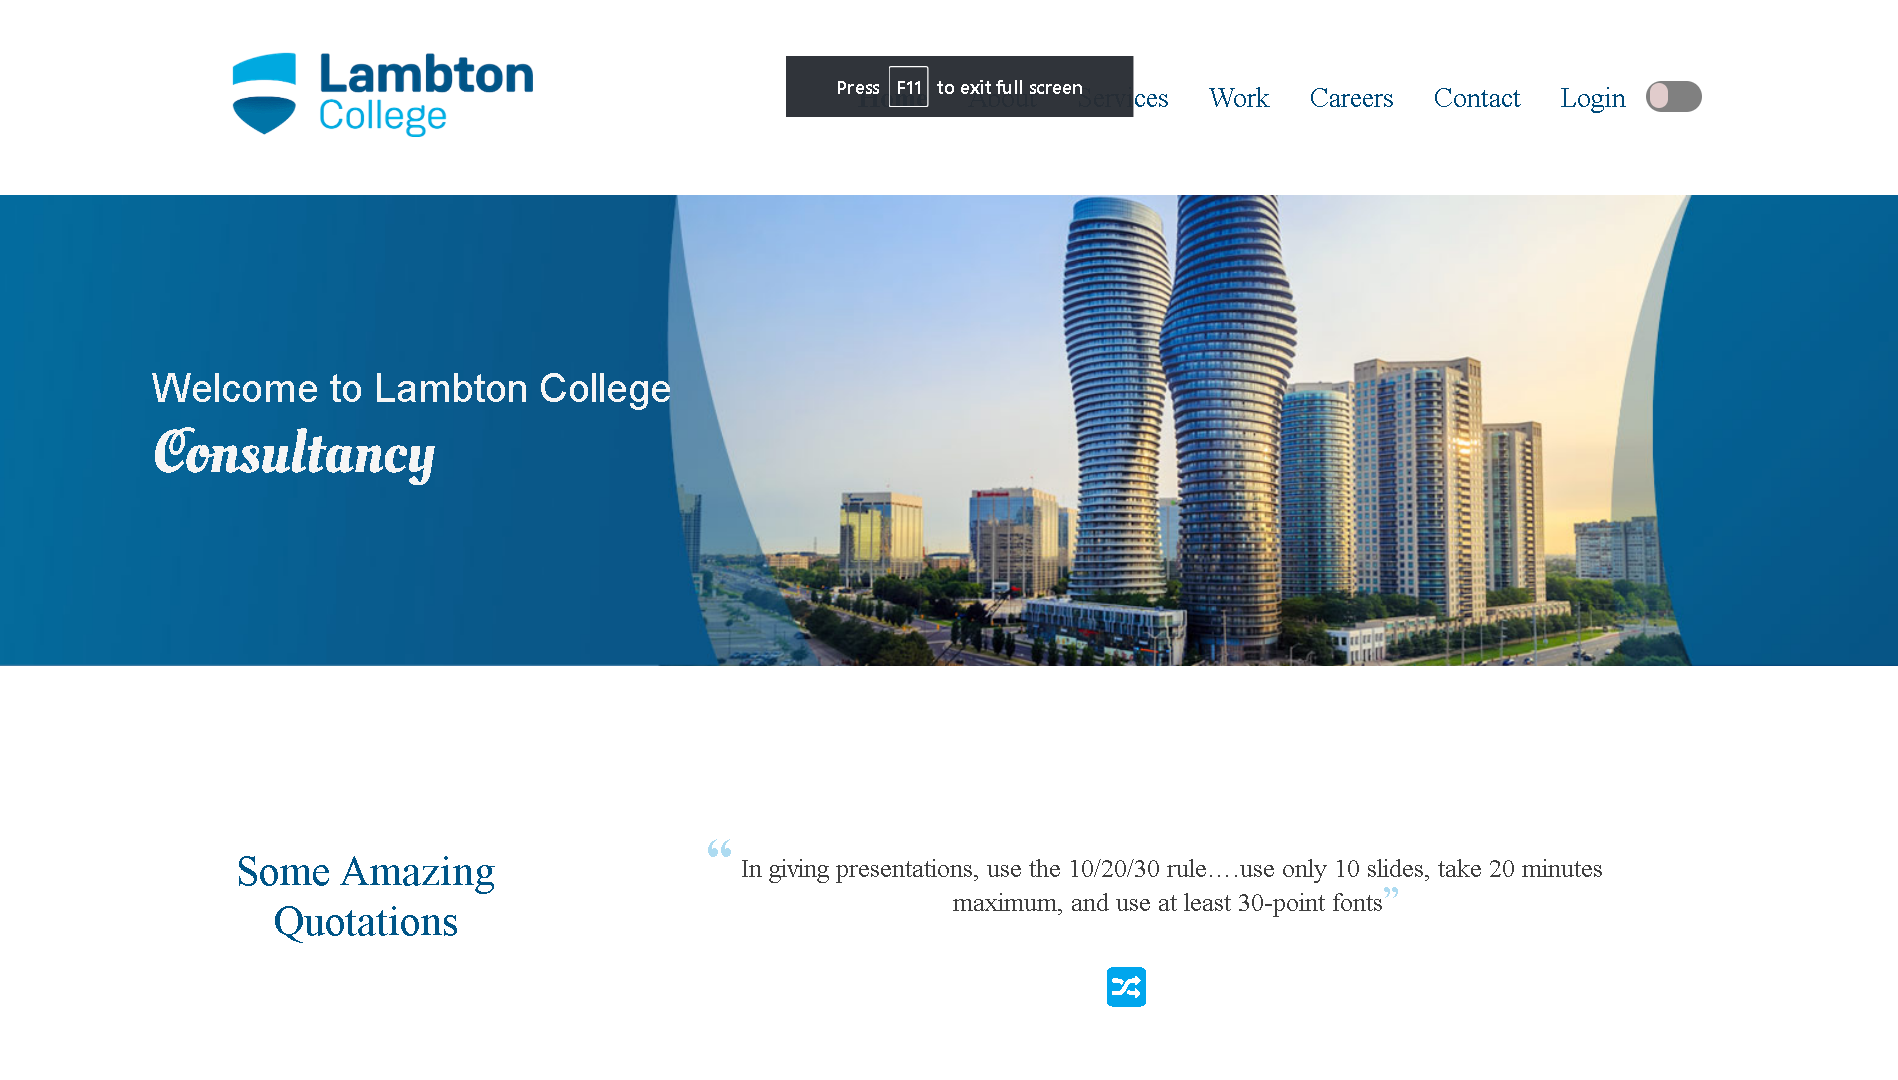 Lambton
College
Press F11 to exit full screen
Home About Services Work Careers Contact Login
Welcome to Lambton College
Consultancy
Some Amazing
Quotations
“ In giving presentations, use the 10/20/30 rule….use only 10 slides, take 20 minutes
maximum, and use at least 30-point fonts”